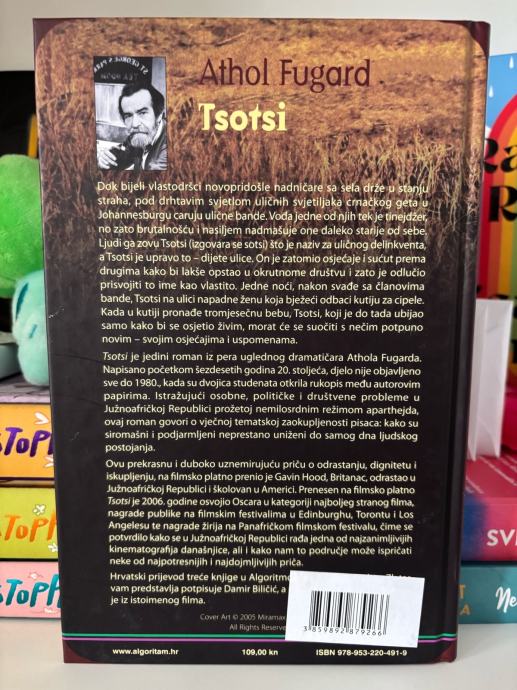 Athol Fugard
Tsotsi
Dok bijeli vlastodršci novopridošle nadničare sa sela drže u stanju
straha, pod drhtavim svjetlom uličnih svjetiljaka crnačkog geta u
Johannesburgu caruju ulične bande. Vođa jedne od njih tek je tinejdžer,
no zato brutalnošću i nasiljem nadmašuje one daleko starije od sebe.
Ljudi ga zovu Tsotsi (izgovara se sotsi) što je naziv za uličnog delinkventa,
a Tsotsi je upravo to – dijete ulice. On je zatomio osjećaje i sućut prema
drugima kako bi lakše opstao u okrutnome društvu i zato je odlučio
prisvojiti to ime kao vlastito. Jedne noći, nakon svađe sa članovima
bande, Tsotsi na ulici napadne ženu koja bježeći odbaci kutiju za cipele.
Kada u kutiji pronađe tromjesečnu bebu, Tsotsi, koji je do tada ubijao
samo kako bi se osjetio živim, morat će se suočiti s nečim potpuno
novim – svojim osjećajima i uspomenama.
Tsotsi je jedini roman iz pera uglednog dramatičara Athola Fugarda.
Napisano početkom šezdesetih godina 20. stoljeća, djelo nije objavljeno
sve do 1980., kada su dvojica studenata otkrila rukopis među autorovim
papirima. Istražujući osobne, političke i društvene probleme u
Južnoafričkoj Republici prožetoj nemilosrdnim režimom apartheida,
ovaj roman govori o vječnoj tematskoj zaokupljenosti pisaca: kako su
siromašni i podjarmljeni neprestano uniženi do samog dna ljudskog
postojanja.
Ovu prekrasnu i duboko uznemirujuću priču o odrastanju, dignitetu i
iskupljenju, na filmsko platno prenio je Gavin Hood, Britanac, odrastao u
Južnoafričkoj Republici i školovan u Americi. Prenesen na filmsko platno
Tsotsi je 2006. godine osvojio Oscara u kategoriji najboljeg stranog filma,
nagrade publike na filmskim festivalima u Edinburghu, Torontu i Los
Angelesu te nagrade žirija na Panafričkom filmskom festivalu, čime se
potvrdilo kako se u Južnoafričkoj Republici rađa jedna od najzanimljivijih
kinematografija današnjice, ali i kako nam to područje može ispričati
neke od najpotresnijih i najdojmljivijih priča.
Hrvatski prijevod treće knjige u Algoritmo
vam predstavlja potpisuje Damir Biličić, a
je iz istoimenog filma.
Cover Art © 2005 Miramax
All Rights Reserve
3859892879266
www.algoritam.hr 109,00 kn ISBN 978-953-220-491-9